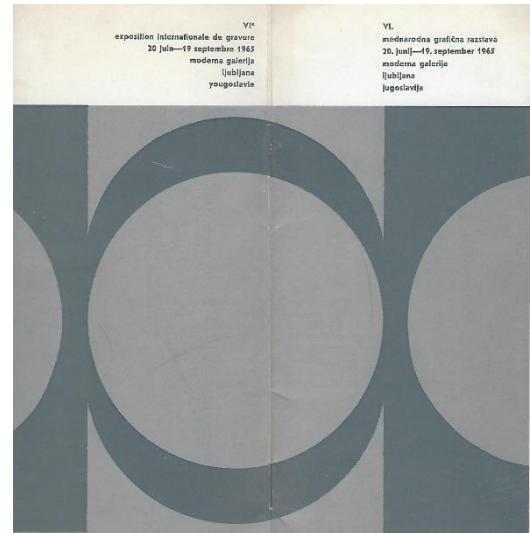 VIe
exposition internationale de gravure
20 juin—19 septembre 1965
moderna galerija
ljubljana
yougoslavie
VI.
mednarodna grafična razstava
20. junij—19. september 1965
moderna galerija
ljubljana
jugoslavija